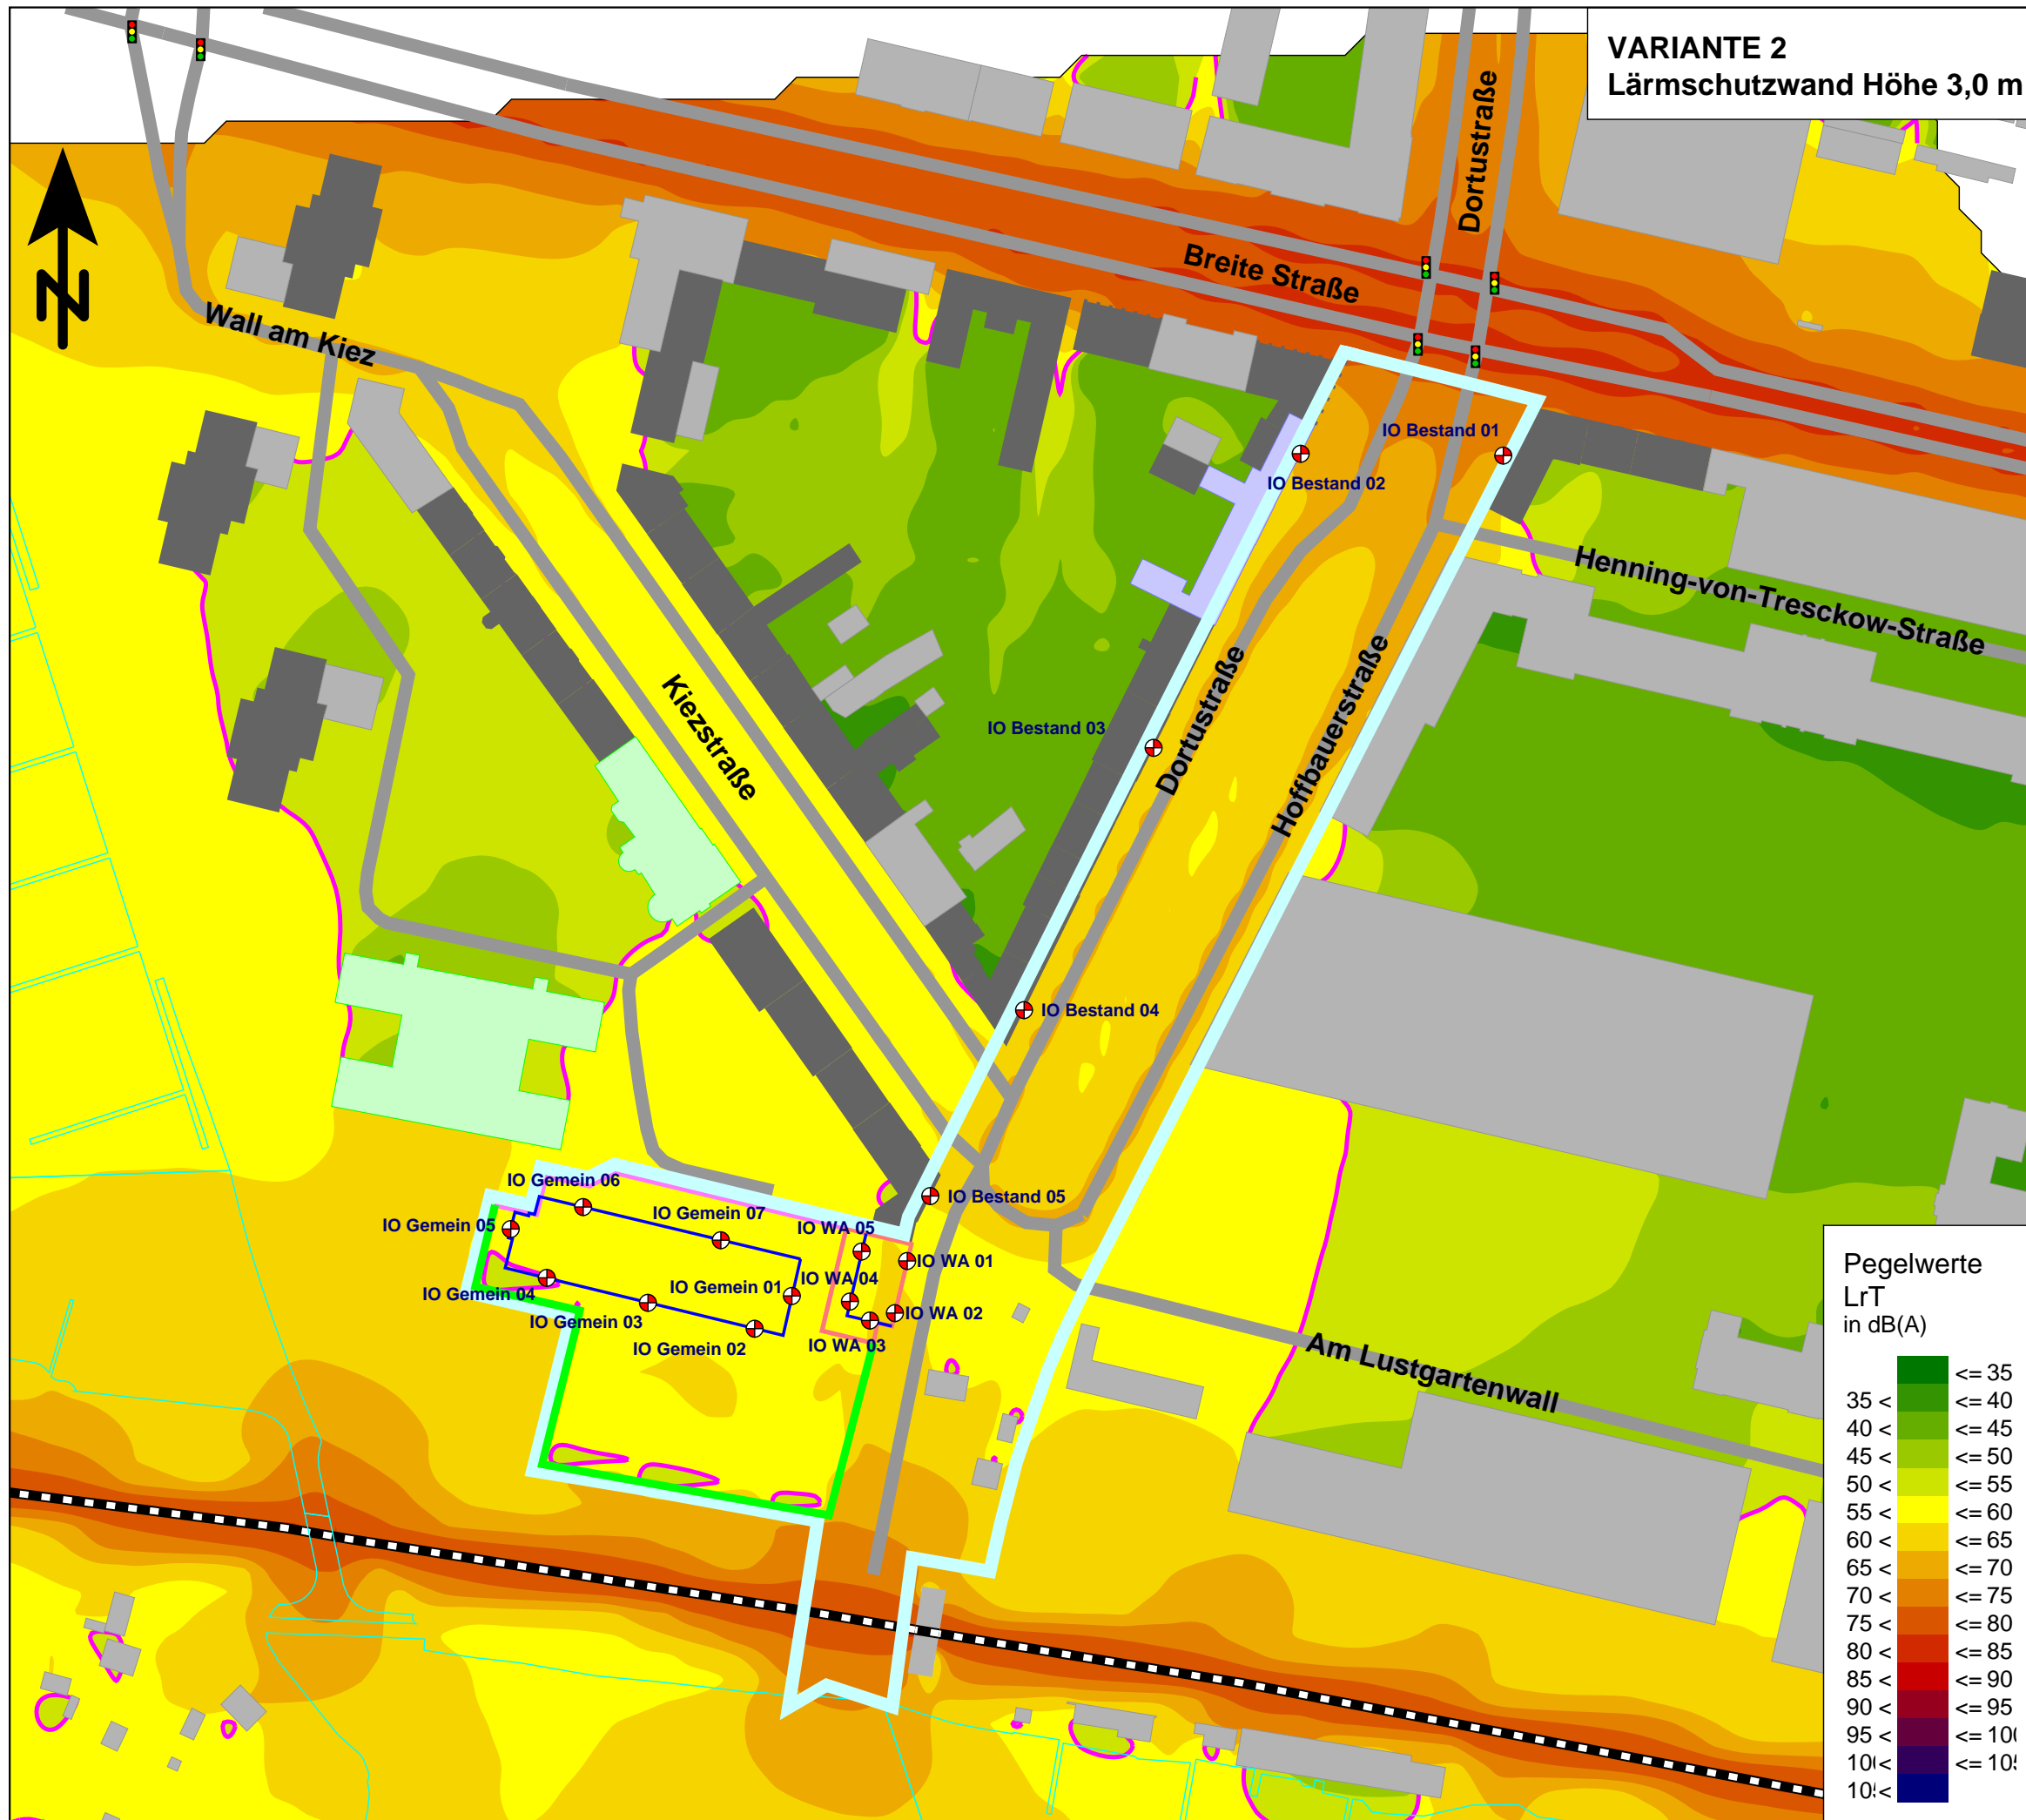 VARIANTE 2
Lärmschutzwand Höhe 3,0 m
Dortustraße
Breite Straße
N
Wall am Kiez
IO Bestand 01
IO Bestand 02
Henning-von-Tresckow-Straße
Kiezstraße
Dortustraße
Hoffbauerstraße
IO Bestand 03
IO Bestand 04
IO Bestand 05
IO Gemein 06
IO Gemein 05
IO Gemein 07
IO WA 05
IO WA 01
IO WA 04
IO Gemein 01
IO Gemein 04
IO WA 02
IO Gemein 03
IO WA 03
IO Gemein 02
Am Lustgartenwall
Pegelwerte
LrT
in dB(A)
<= 35
35 < <= 40
40 < <= 45
45 < <= 50
50 < <= 55
55 < <= 60
60 < <= 65
65 < <= 70
70 < <= 75
75 < <= 80
80 < <= 85
85 < <= 90
90 < <= 95
95 <